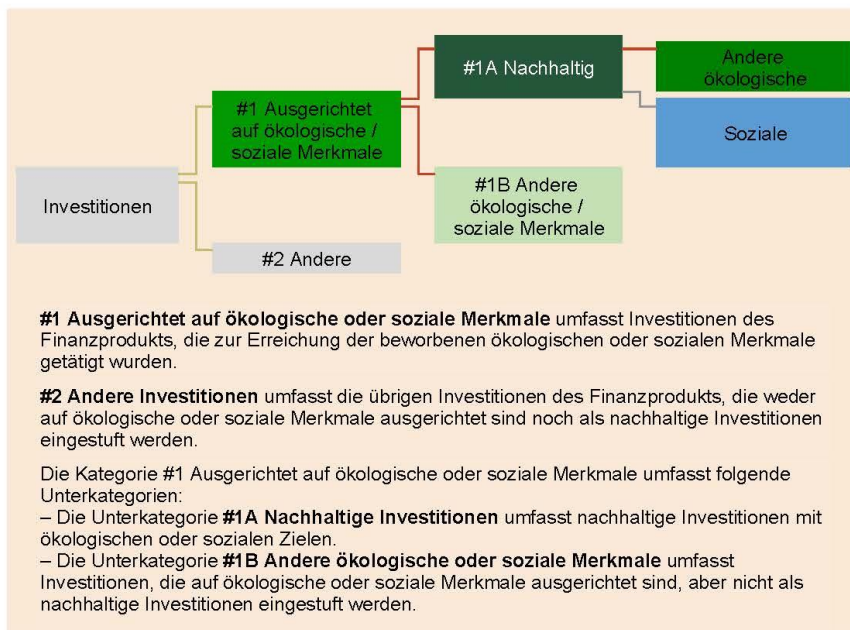 #1A Nachhaltig
Andere
ökologische
#1 Ausgerichtet
auf ökologische /
soziale Merkmale
Soziale
Investitionen
#1B Andere
ökologische /
soziale Merkmale
#2 Andere
#1 Ausgerichtet auf ökologische oder soziale Merkmale umfasst Investitionen des
Finanzprodukts, die zur Erreichung der beworbenen ökologischen oder sozialen Merkmale
getätigt wurden.
#2 Andere Investitionen umfasst die übrigen Investitionen des Finanzprodukts, die weder
auf ökologische oder soziale Merkmale ausgerichtet sind noch als nachhaltige Investitionen
eingestuft werden.
Die Kategorie #1 Ausgerichtet auf ökologische oder soziale Merkmale umfasst folgende
Unterkategorien:
– Die Unterkategorie #1A Nachhaltige Investitionen umfasst nachhaltige Investitionen mit
ökologischen oder sozialen Zielen.
– Die Unterkategorie #1B Andere ökologische oder soziale Merkmale umfasst
Investitionen, die auf ökologische oder soziale Merkmale ausgerichtet sind, aber nicht als
nachhaltige Investitionen eingestuft werden.